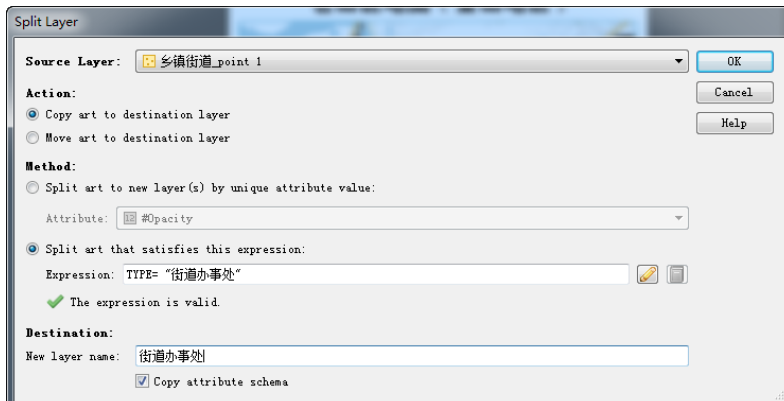 Split Layer
Source Layer: 乡镇街道_point 1 OK
Action: Cancel
Copy art to destination layer Help
Move art to destination layer
Method:
Split art to new layer(s) by unique attribute value:
Attribute: 12 #Opacity
Split art that satisfies this expression:
Expression: TYPE= "街道办事处"
The expression is valid.
Destination:
New layer name: 街道办事处
Copy attribute schema